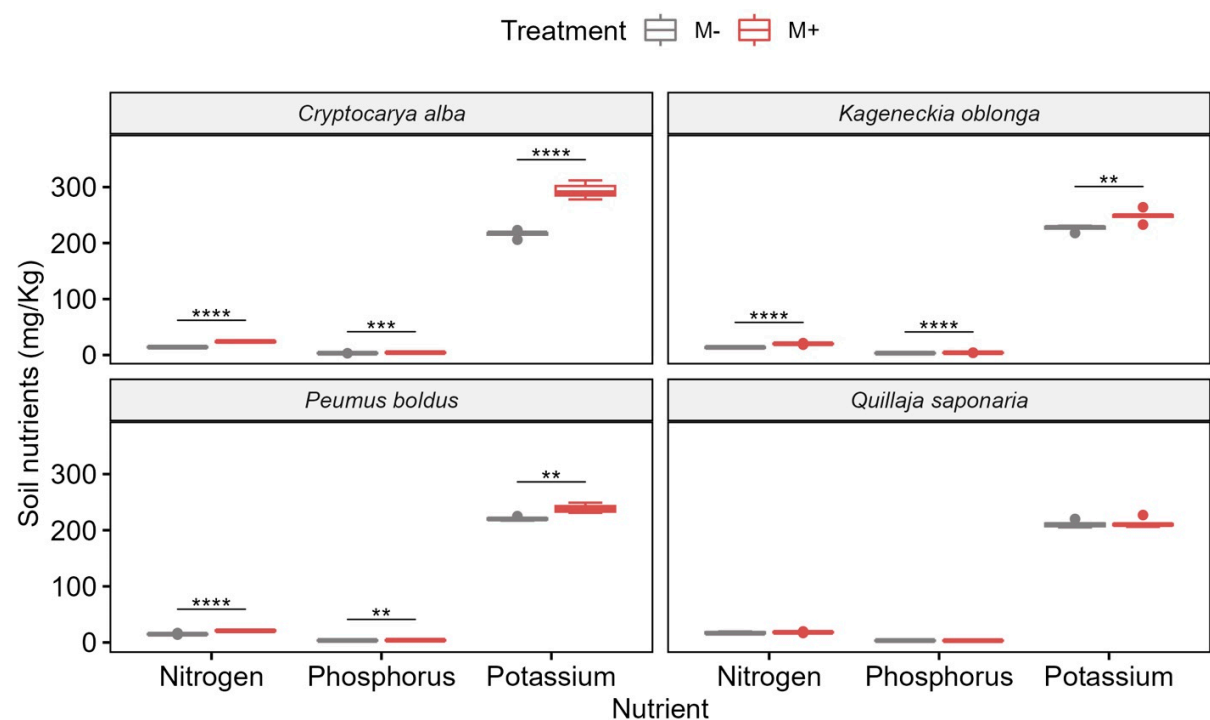 Treatment M- M+
Cryptocarya alba
Kageneckia oblonga
Soil nutrients (mg/Kg)
300
200
100
0
****
***
****
****
****
**
Peumus boldus
Quillaja saponaria
300
200
100
0
****
**
**
Nitrogen Phosphorus Potassium
Nitrogen Phosphorus Potassium
Nutrient